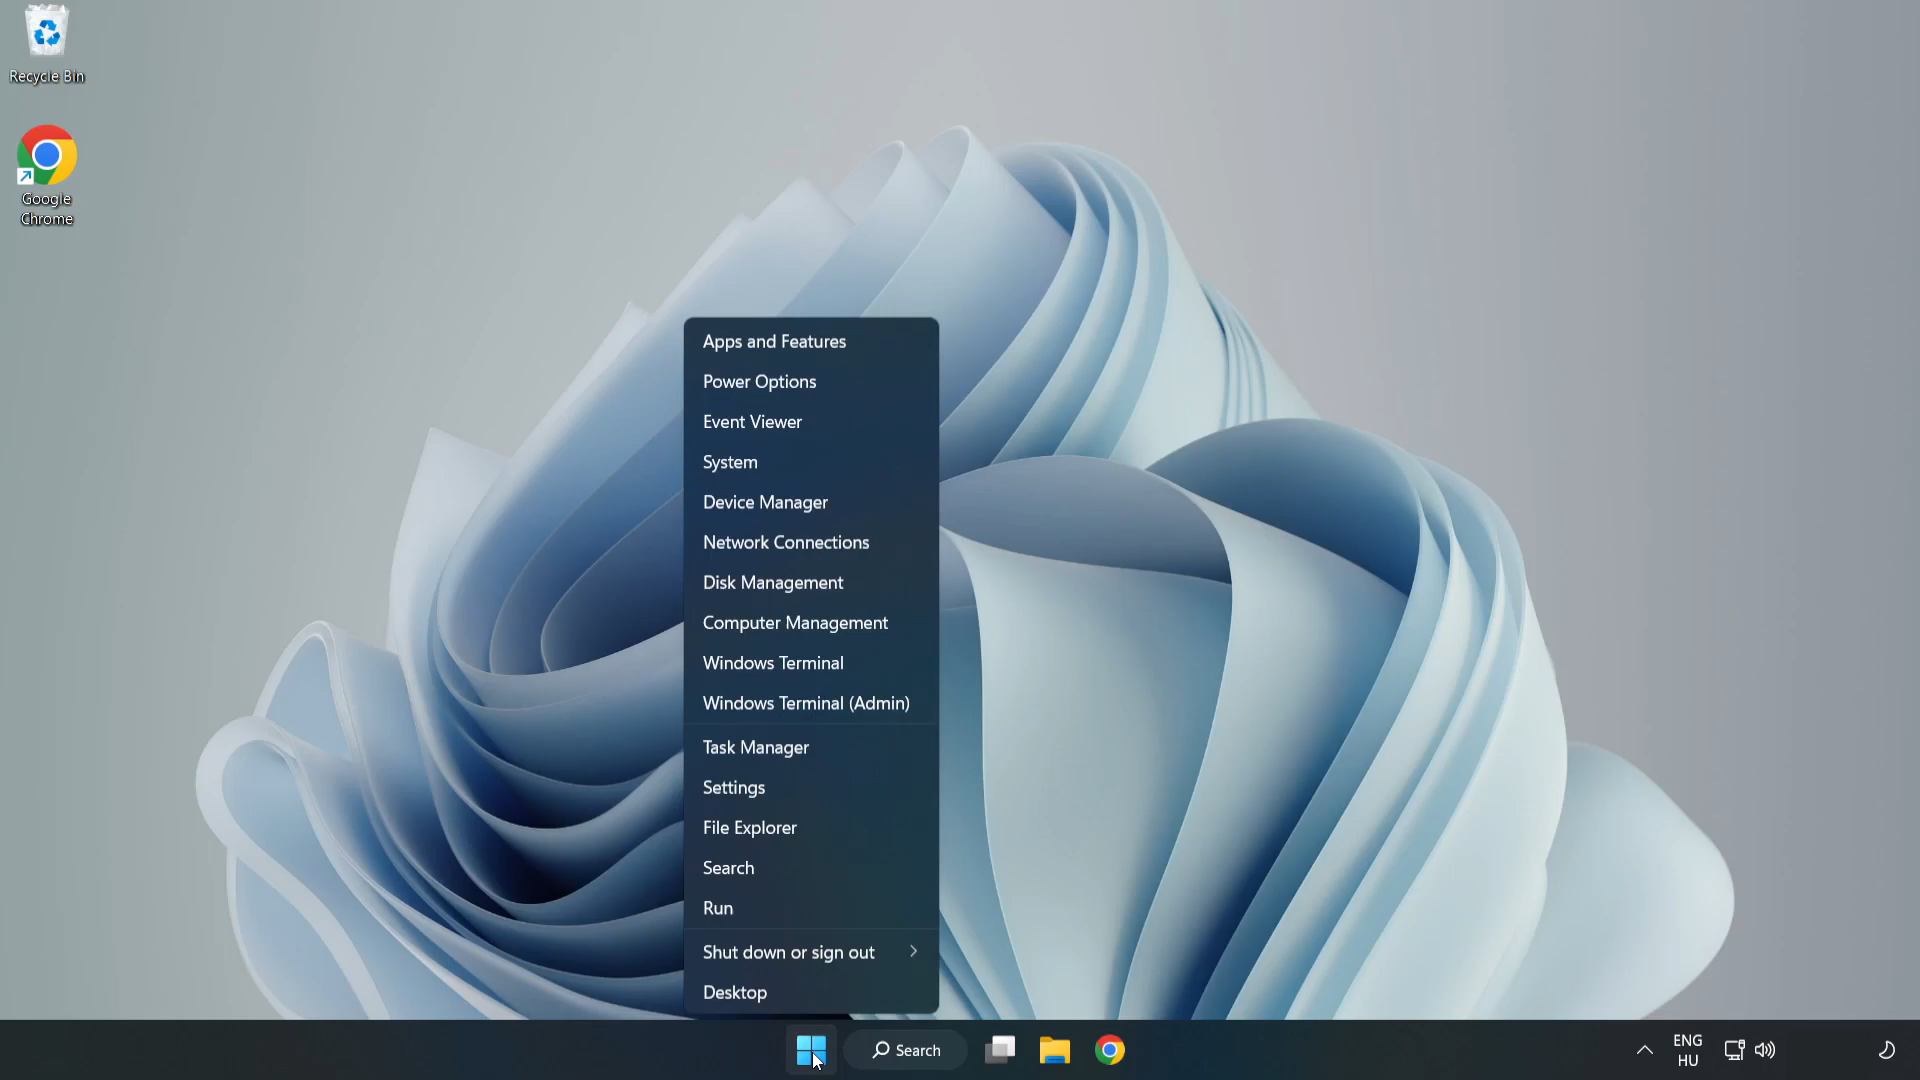 Recycle Bin
Google
Chrome
Apps and Features
Power Options
Event Viewer
System
Device Manager
Network Connections
Disk Management
Computer Management
Windows Terminal
Windows Terminal (Admin)
Task Manager
Settings
File Explorer
Search
Run
Shut down or sign out
Desktop
Search
ENG
HU